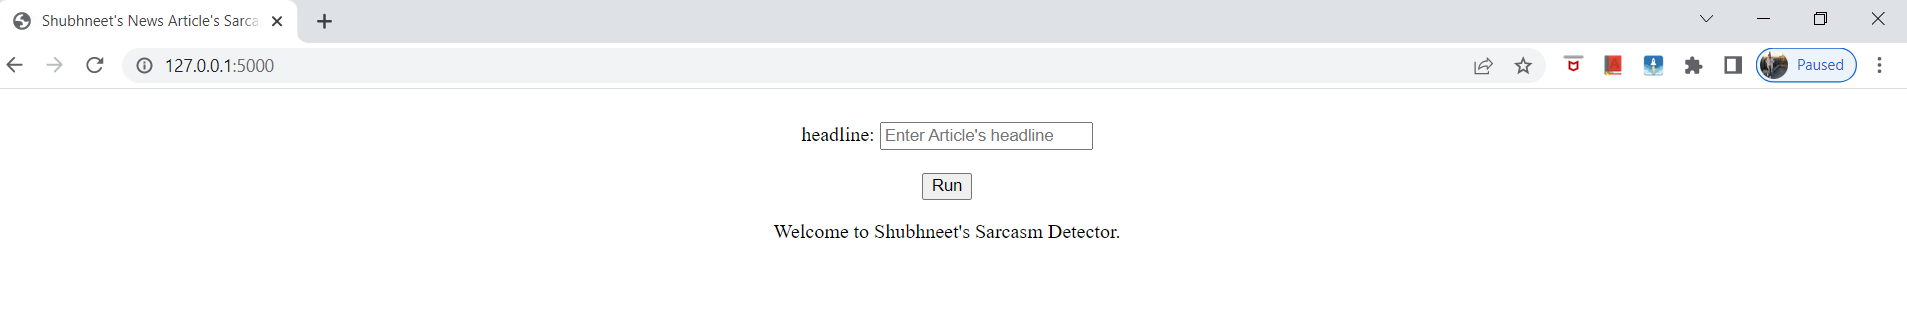 Shubhneet's News Article's Sarca
127.0.0.1:5000
Paused
headline: Enter Article's headline
Run
Welcome to Shubhneet's Sarcasm Detector.